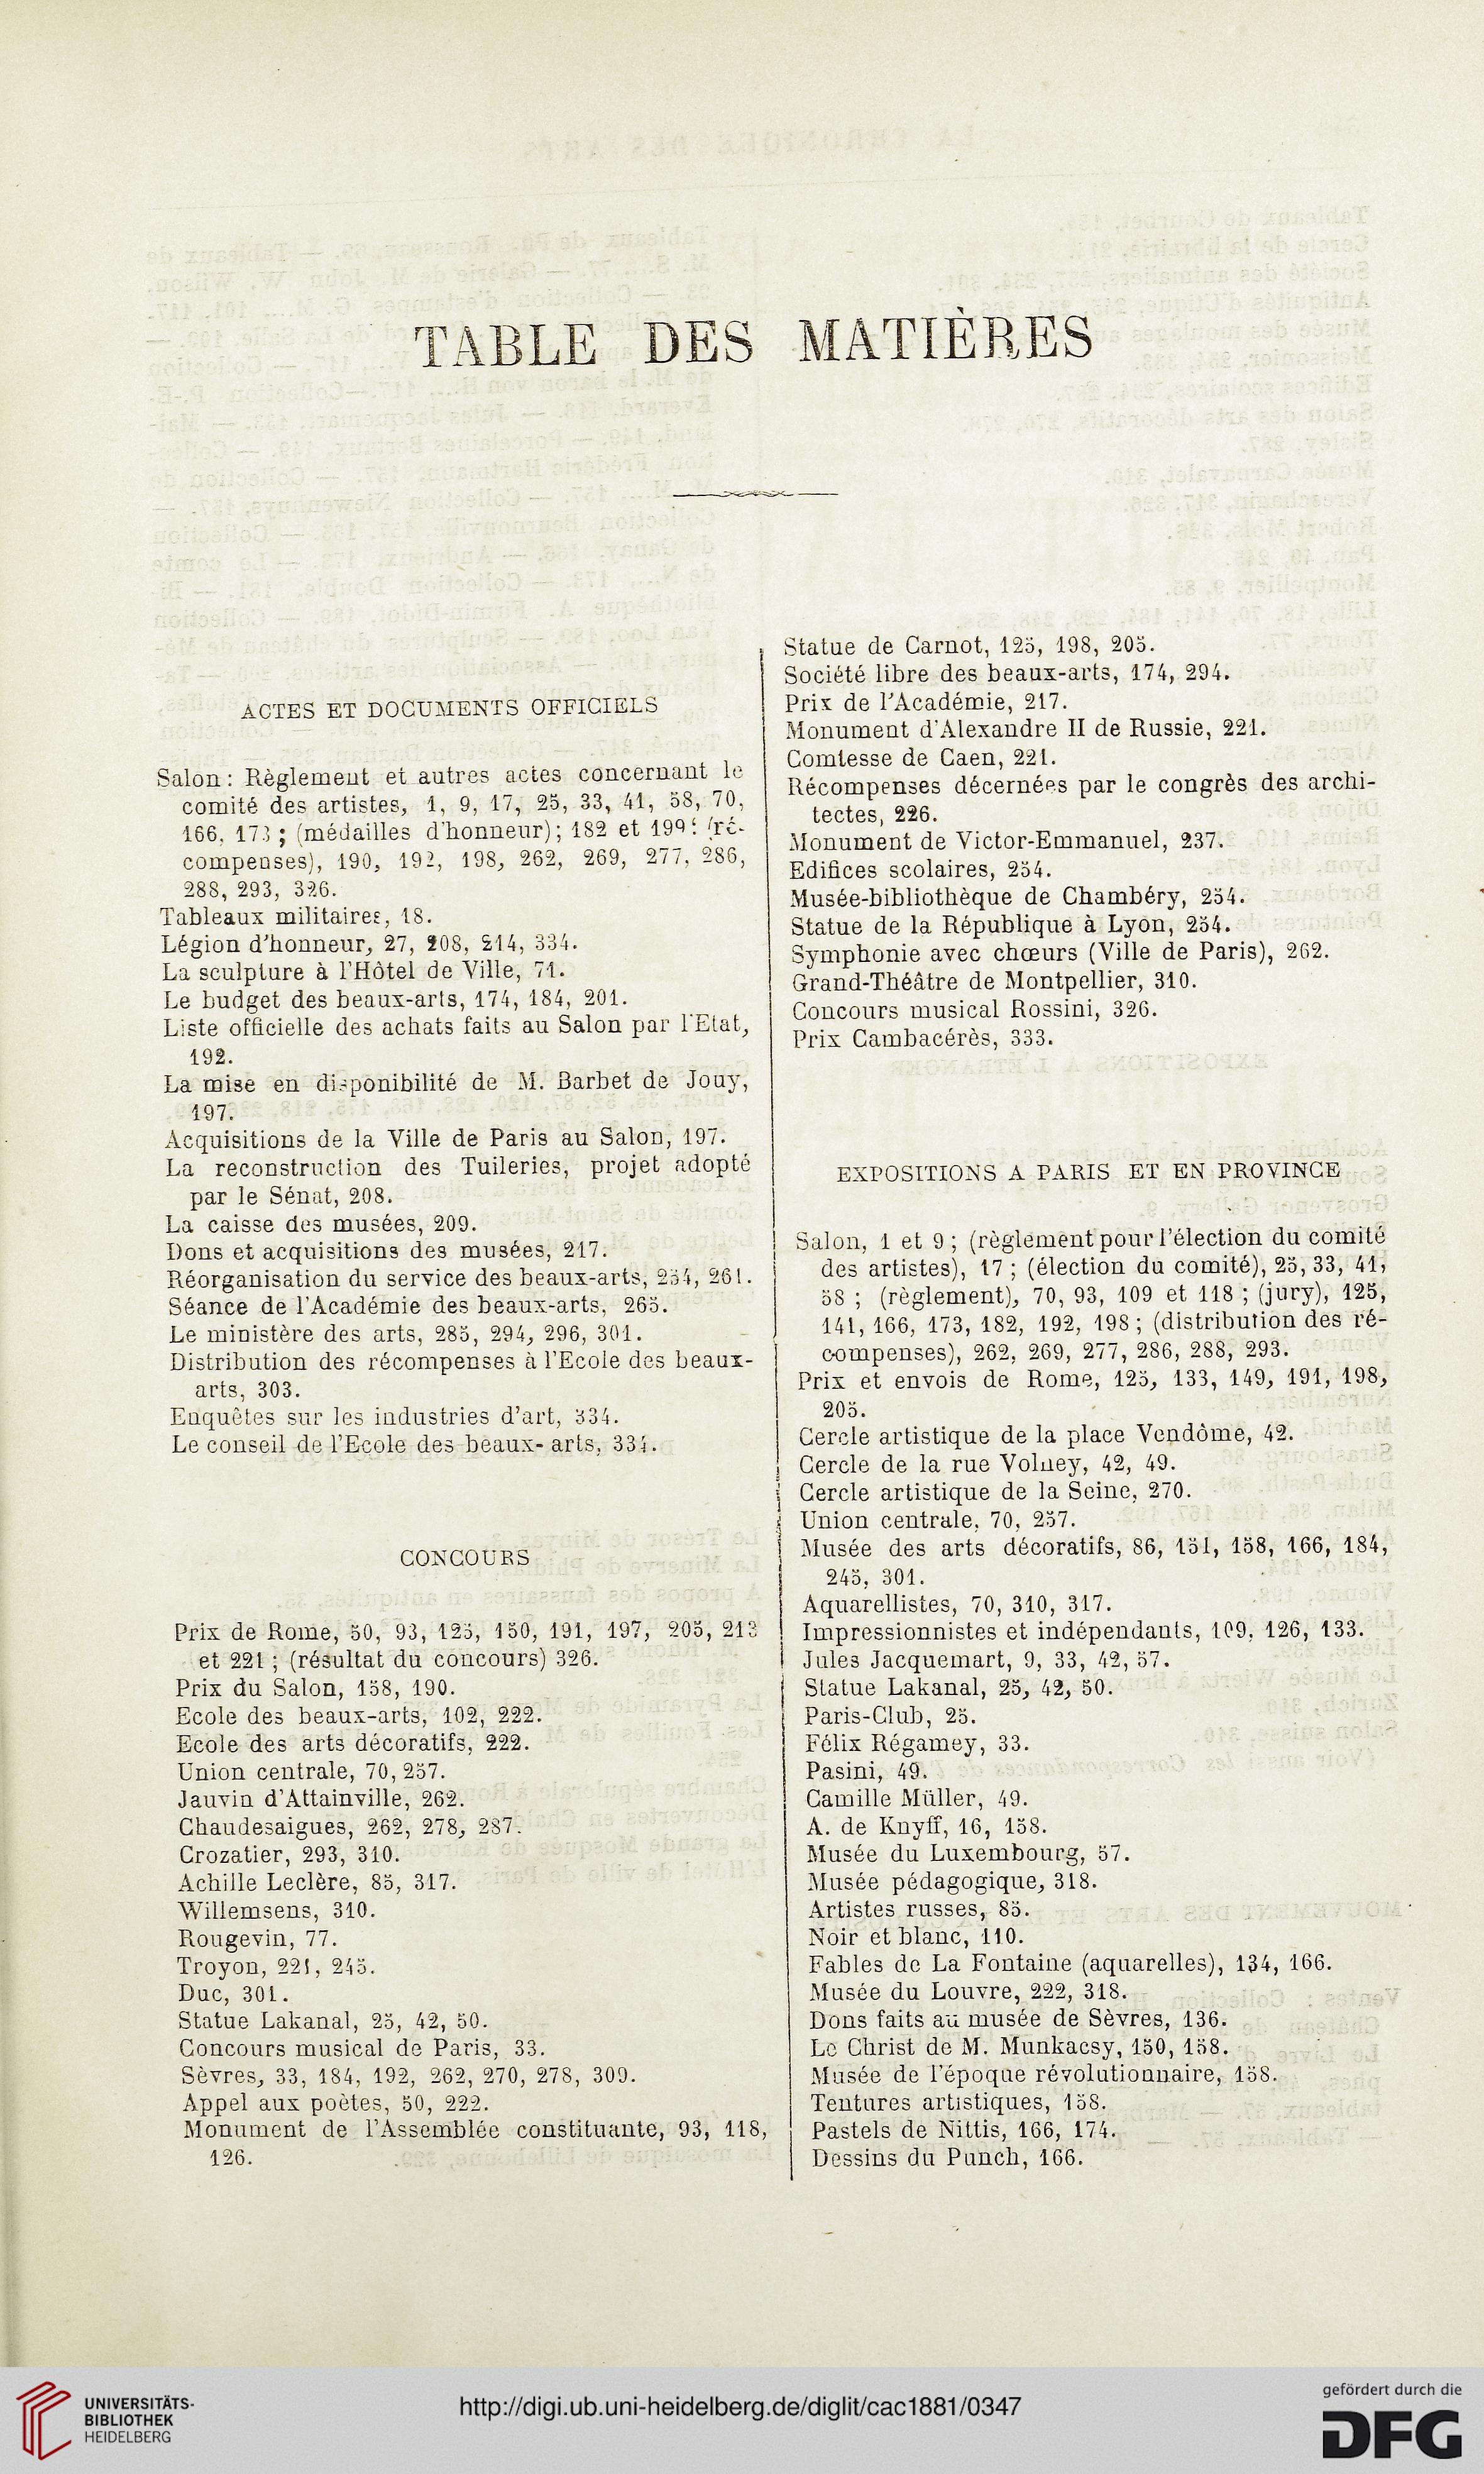 TABLE DES MATIÈRES
ACTES ET DOCUMENTS OFFICIELS
Salon: Règlement et autres actes concernant le
comité des artistes, 1, 9, 17, 25, 33, 41, 58, 70,
166, 173 ; (médailles d'honneur); 182 et 199: (ré-
compenses), 190, 192, 198, 262, 269, 277, 286,
288, 293, 326.
Tableaux militaires, 18.
Légion d'honneur, 27, 208, 214, 334.
La sculpture à l'Hôtel de Ville, 71.
Le budget des beaux-arts, 174, 184, 201.
Liste officielle des achats faits au Salon par l'Etat,
192.
La mise en disponibilité de M. Barbet de Jouy,
197.
Acquisitions de la Ville de Paris au Salon, 197.
La reconstruction des Tuileries, projet adopté
par le Sénat, 208.
La caisse des musées, 209.
Dons et acquisitions des musées, 217.
Réorganisation du service des beaux-arts, 254, 261.
Séance de l'Académie des beaux-arts, 265.
Le ministère des arts, 285, 294, 296, 301.
Distribution des récompenses à l'Ecole des beaux-
arts, 303.
Enquêtes sur les industries d'art, 334.
Le conseil de l'Ecole des beaux-arts, 334.
CONCOURS
Prix de Rome, 50, 93, 125, 150, 191, 197, 205, 213
et 221 ; (résultat du concours) 326.
Prix du Salon, 158, 190.
Ecole des beaux-arts, 102, 222.
Ecole des arts décoratifs, 222.
Union centrale, 70, 257.
Jauvin d'Attainville, 262.
Chaudesaigues, 262, 278, 287.
Crozatier, 293, 310.
Achille Leclère, 85, 317.
Willemsens, 310.
Rougevin, 77.
Troyon, 221, 245.
Duc, 301.
Statue Lakanal, 25, 42, 50.
Concours musical de Paris, 33.
Sèvres, 33, 184, 192, 262, 270, 278, 309.
Appel aux poètes, 50, 222.
Monument de l'Assemblée constituante, 93, 118,
126.
Statue de Carnot, 125, 198, 205.
Société libre des beaux-arts, 174, 294.
Prix de l'Académie, 217.
Monument d'Alexandre II de Russie, 221.
Comtesse de Caen, 221.
Récompenses décernées par le congrès des archi-
tectes, 226.
Monument de Victor-Emmanuel, 237.
Edifices scolaires, 254.
Musée-bibliothèque de Chambéry, 254.
Statue de la République à Lyon, 254.
Symphonie avec chœurs (Ville de Paris), 262.
Grand-Théâtre de Montpellier, 310.
Concours musical Rossini, 326.
Prix Cambacérès, 333.
EXPOSITIONS A PARIS ET EN PROVINCE
Salon, 1 et 9 ; (règlement pour l'élection du comité
des artistes), 17 ; (élection du comité), 25, 33, 41,
58 ; (règlement), 70, 93, 109 et 118 ; (jury), 125,
141, 166, 173, 182, 192, 198 ; (distribution des ré-
compenses), 262, 269, 277, 286, 288, 293.
Prix et envois de Rome, 125, 133, 149, 191, 198,
205.
Cercle artistique de la place Vendôme, 42.
Cercle de la rue Volney, 42, 49.
Cercle artistique de la Seine, 270.
Union centrale, 70, 257.
Musée des arts décoratifs, 86, 151, 158, 166, 184,
245, 301.
Aquarellistes, 70, 310, 317.
Impressionnistes et indépendants, 109, 126, 133.
Jules Jacquemart, 9, 33, 42, 57.
Statue Lakanal, 25, 42, 50.
Paris-Club, 25.
Félix Régamey, 33.
Pasini, 49.
Camille Müller, 49.
A. de Knyff, 16, 158.
Musée du Luxembourg, 57.
Musée pédagogique, 318.
Artistes russes, 85.
Noir et blanc, 110.
Fables de La Fontaine (aquarelles), 134, 166.
Musée du Louvre, 222, 318.
Dons faits au musée de Sèvres, 136.
Le Christ de M. Munkacsy, 150, 158.
Musée de l'époque révolutionnaire, 158.
Tentures artistiques, 158.
Pastels de Nittis, 166, 174.
Dessins du Punch, 166.
UNIVERSITÄTS-
BIBLIOTHEK
HEIDELBERG
http://digi.ub.uni-heidelberg.de/diglit/cac1881/0347
gefördert durch die
DFG